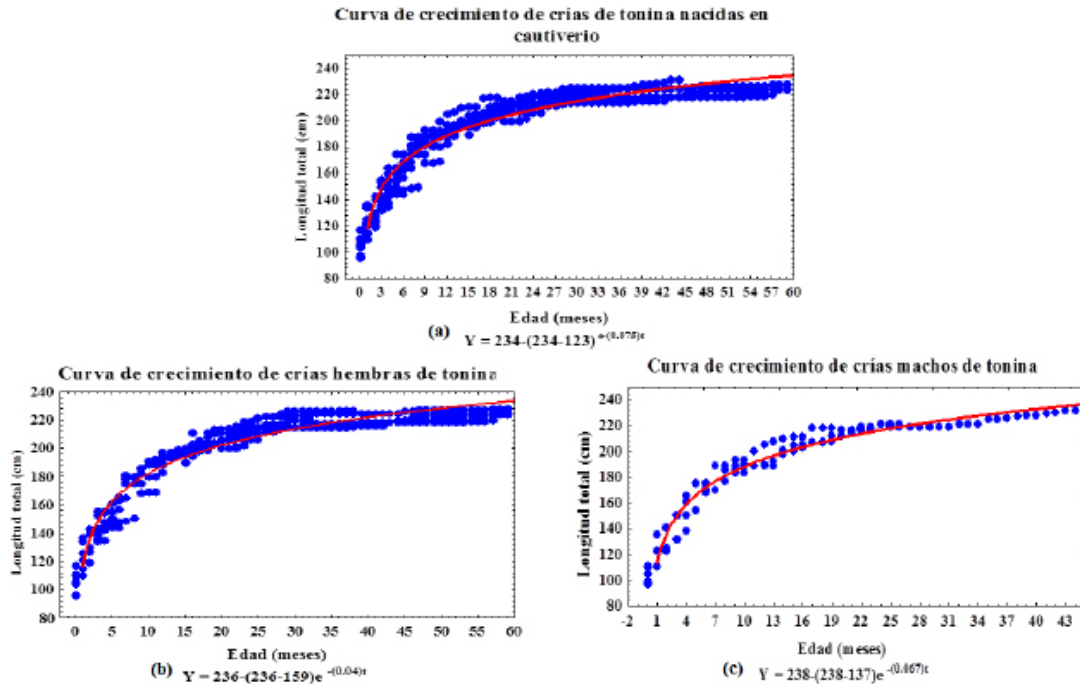 Curva de crecimiento de crías de tonina nacidas en
cautiverio
Longitud total (cm)
240
220
200
180
160
140
120
100
80
0 3 6 9 12 15 18 21 24 27 30 33 36 39 42 45 48 51 54 57 60
Edad (meses)
(a) Y = 234-(234-123)e-(0.075)t
Curva de crecimiento de crías hembras de tonina
Longitud total (cm)
240
220
200
180
160
140
120
100
80
0 5 10 15 20 25 30 35 40 45 50 55 60
Edad (meses)
(b) Y = 236-(236-159)e -(0.04)t
Curva de crecimiento de crías machos de tonina
Longitud total (cm)
240
220
200
180
160
140
120
100
80
-2 1 4 7 10 13 16 19 22 25 28 31 34 37 40 43
Edad (meses)
(c) Y = 238-(238-137)e -(0.067)t